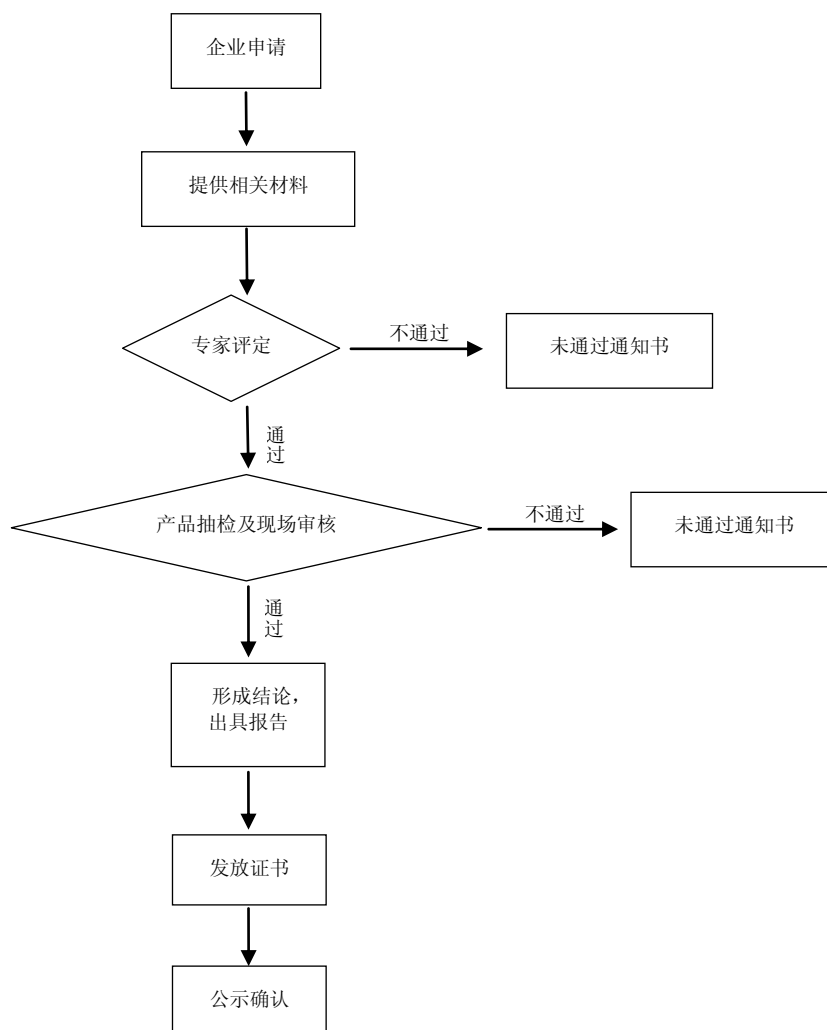 企业申请
提供相关材料
专家评定
不通过
未通过通知书
通
过
产品抽检及现场审核
不通过
未通过通知书
通
过
形成结论，
出具报告
发放证书
公示确认